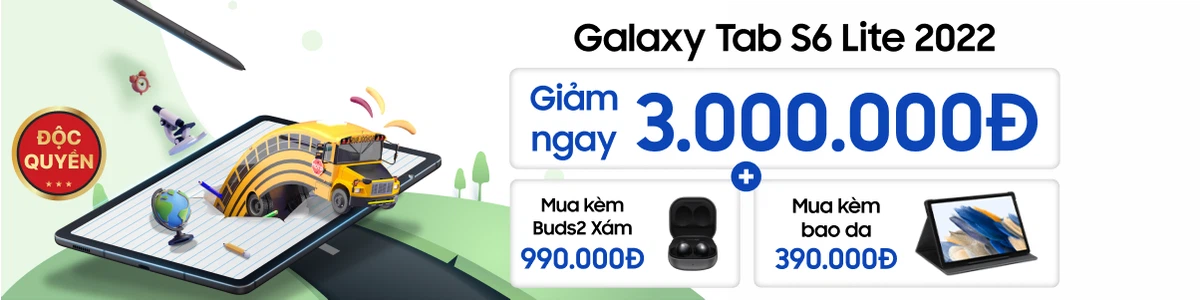 ĐỘC
QUYỀN
Galaxy Tab S6 Lite 2022
Giảm
ngay
3.000.000Đ
+
Mua kèm
Buds2 Xám
990.000Đ
Mua kèm
bao da
390.000Đ